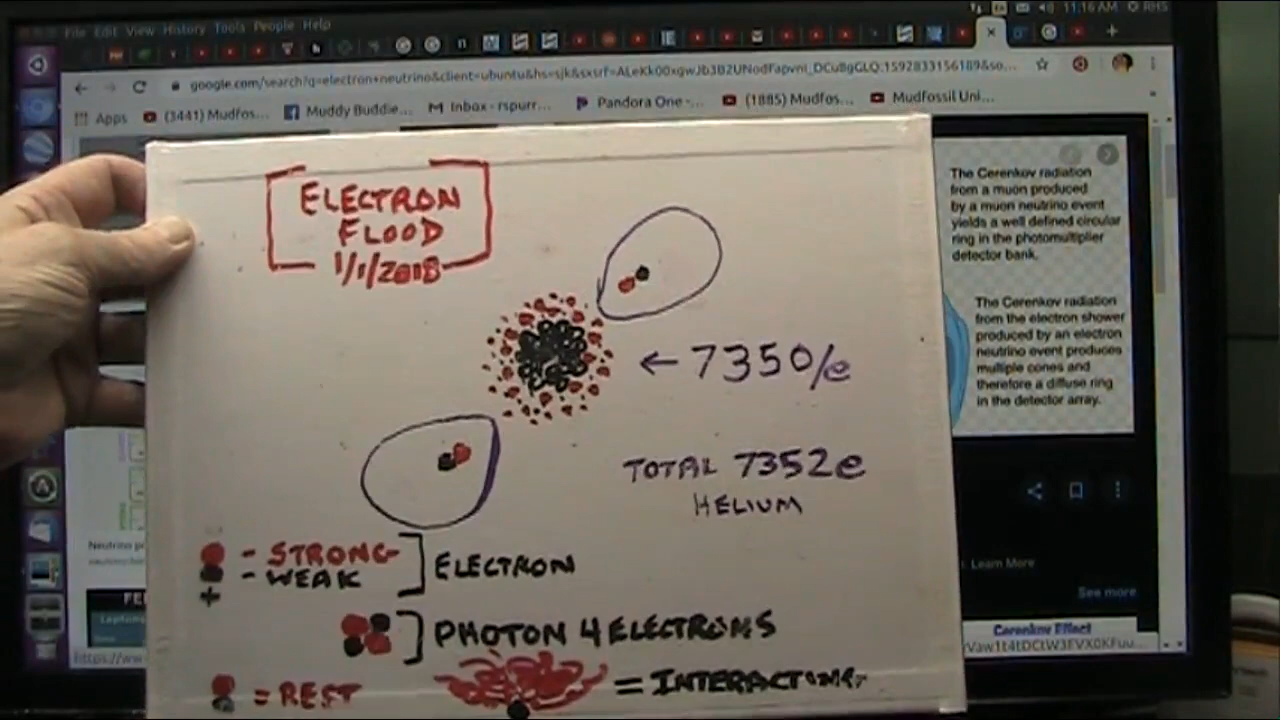 File Edit View History Tools People Help
11:16 AM
Apps (3441) Mudfos... Muddy Buddie... Inbox - rspurr... Pandora One -... (1885) Mudfos... Mudfossil Uni...
ELECTRON
FLOOD
1/1/2018
← 7350/e
TOTAL 7352e
HELIUM
- STRONG
- WEAK
+
ELECTRON
PHOTON 4 ELECTRONS
= REST
= INTERACTING
The Cerenkov radiation
from a muon produced
by a muon neutrino event
yields a well defined circular
ring in the photomultiplier
detector bank.
The Cerenkov radiation
from the electron shower
produced by an electron
neutrino event produces
multiple cones and
therefore a diffuse ring
in the detector array.
Learn More
See more
Cerenkov Effect